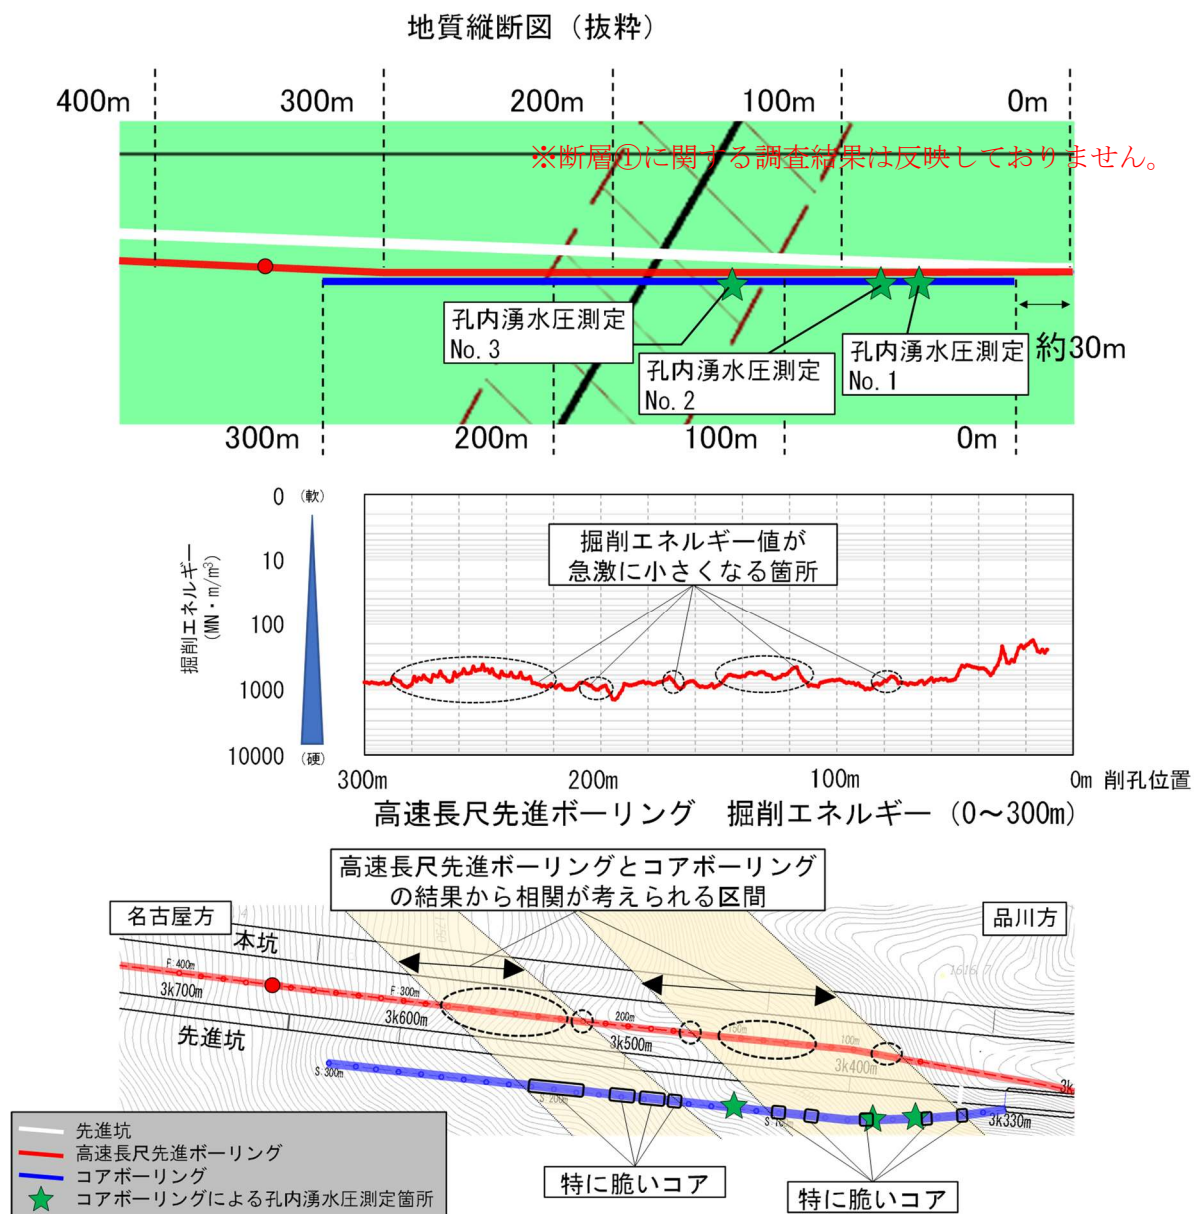 地質縦断図（抜粋）
400m 300m 200m 100m 0m
※断層①に関する調査結果は反映しておりません。
孔内湧水圧測定
No.3
孔内湧水圧測定
No.2
孔内湧水圧測定
No.1
約30m
300m 200m 100m 0m
掘削エネルギー
(MN・m/m³)
0 (軟)
10
100
1000
10000 (硬)
掘削エネルギー値が
急激に小さくなる箇所
300m 200m 100m 0m 削孔位置
高速長尺先進ボーリング　掘削エネルギー（0～300m）
高速長尺先進ボーリングとコアボーリング
の結果から相関が考えられる区間
名古屋方
品川方
本坑
1616.7
F.400m
3k700m
F.300m
3k600m
200m
3k500m
150m
100m
3k400m
3k
先進坑
S.300m
S.200m
3k330m
特に脆いコア
特に脆いコア
先進坑
高速長尺先進ボーリング
コアボーリング
コアボーリングによる孔内湧水圧測定箇所